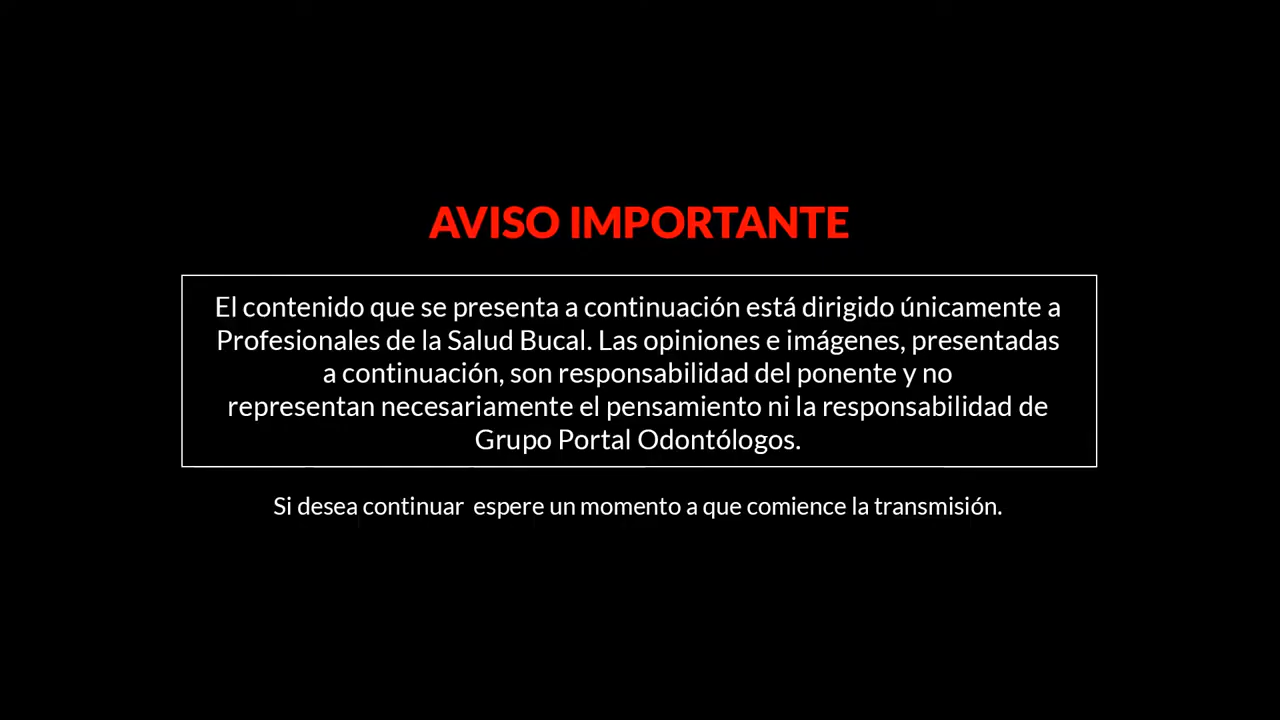 AVISO IMPORTANTE
El contenido que se presenta a continuación está dirigido únicamente a
Profesionales de la Salud Bucal. Las opiniones e imágenes, presentadas
a continuación, son responsabilidad del ponente y no
representan necesariamente el pensamiento ni la responsabilidad de
Grupo Portal Odontólogos.
Si desea continuar  espere un momento a que comience la transmisión.